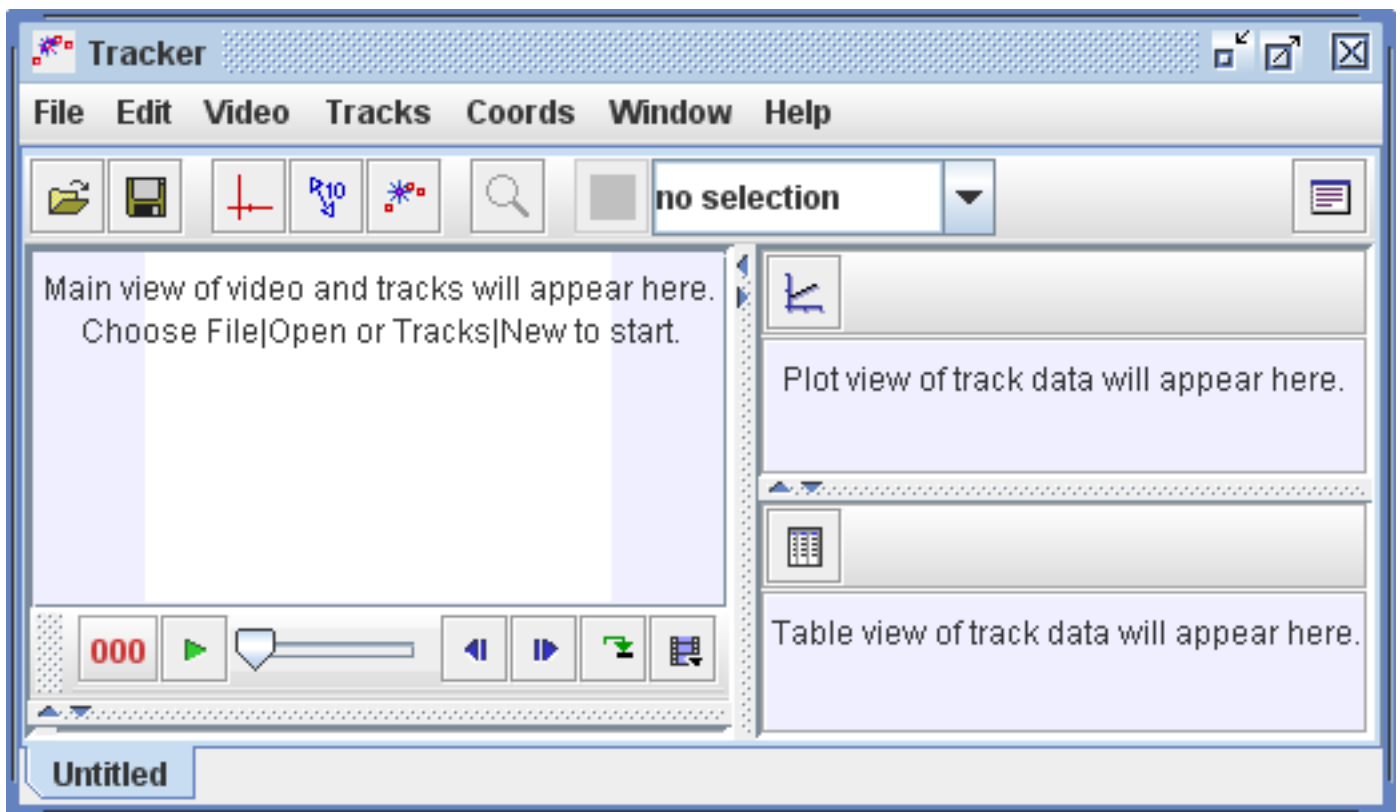 Tracker
File Edit Video Tracks Coords Window Help
10
no selection
Main view of video and tracks will appear here.
Choose File|Open or Tracks|New to start.
Plot view of track data will appear here.
Table view of track data will appear here.
000
Untitled